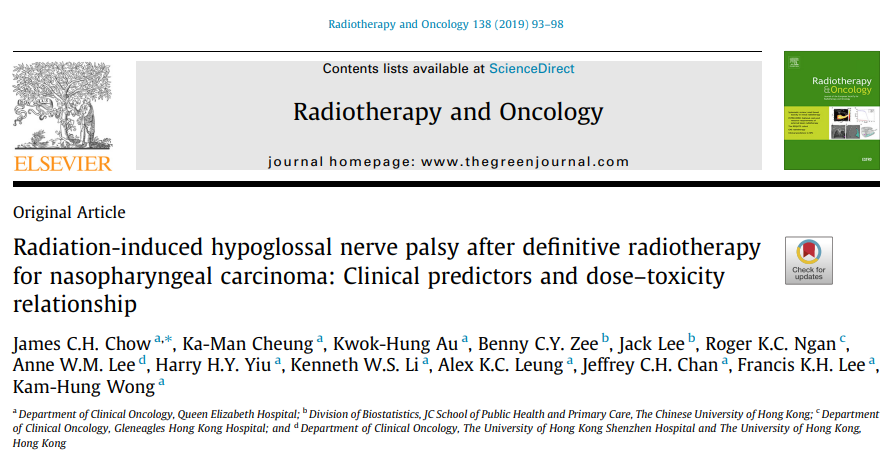 Radiotherapy and Oncology 138 (2019) 93–98
Contents lists available at ScienceDirect
Radiotherapy and Oncology
journal homepage: www.thegreenjournal.com
ELSEVIER
Radiotherapy
&Oncology
Original Article
Radiation-induced hypoglossal nerve palsy after definitive radiotherapy
for nasopharyngeal carcinoma: Clinical predictors and dose–toxicity
relationship
Check for
updates
James C.H. Chow a,*, Ka-Man Cheung a, Kwok-Hung Au a, Benny C.Y. Zee b, Jack Lee b, Roger K.C. Ngan c,
Anne W.M. Lee d, Harry H.Y. Yiu a, Kenneth W.S. Li a, Alex K.C. Leung a, Jeffrey C.H. Chan a, Francis K.H. Lee a,
Kam-Hung Wong a
a Department of Clinical Oncology, Queen Elizabeth Hospital; b Division of Biostatistics, JC School of Public Health and Primary Care, The Chinese University of Hong Kong; c Department
of Clinical Oncology, Gleneagles Hong Kong Hospital; and d Department of Clinical Oncology, The University of Hong Kong Shenzhen Hospital and The University of Hong Kong,
Hong Kong